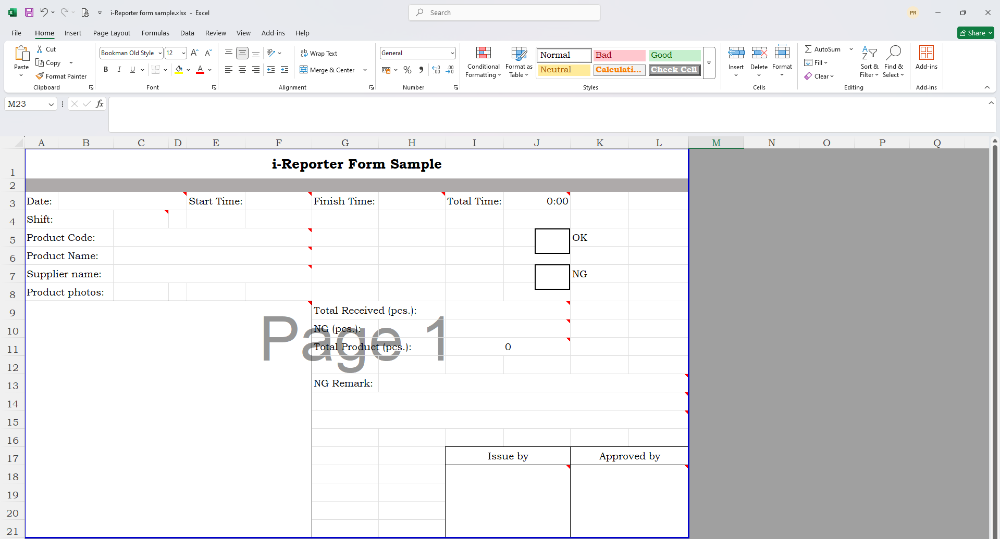 i-Reporter form sample.xlsx - Excel
Search
PR
File Home Insert Page Layout Formulas Data Review View Add-ins Help
Share
Paste
Cut
Copy
Format Painter
Clipboard
Bookman Old Style 12
B I U
Font
Wrap Text
Merge & Center
Alignment
General
Number
Conditional Formatting
Format as Table
Normal Bad Good
Neutral Calculati... Check Cell
Styles
Insert Delete Format
Cells
AutoSum
Fill
Clear
Sort & Filter
Find & Select
Editing
Add-ins
Add-ins
M23
fx
A B C D E F G H I J K L M N O P Q
1 i-Reporter Form Sample
2
3 Date: Start Time: Finish Time: Total Time: 0:00
4 Shift:
5 Product Code: OK
6 Product Name:
7 Supplier name: NG
8 Product photos:
9 Total Received (pcs.):
Page 1
10 NG (pcs.):
11 Total Product (pcs.): 0
12
13 NG Remark:
14
15
16
17 Issue by Approved by
18
19
20
21